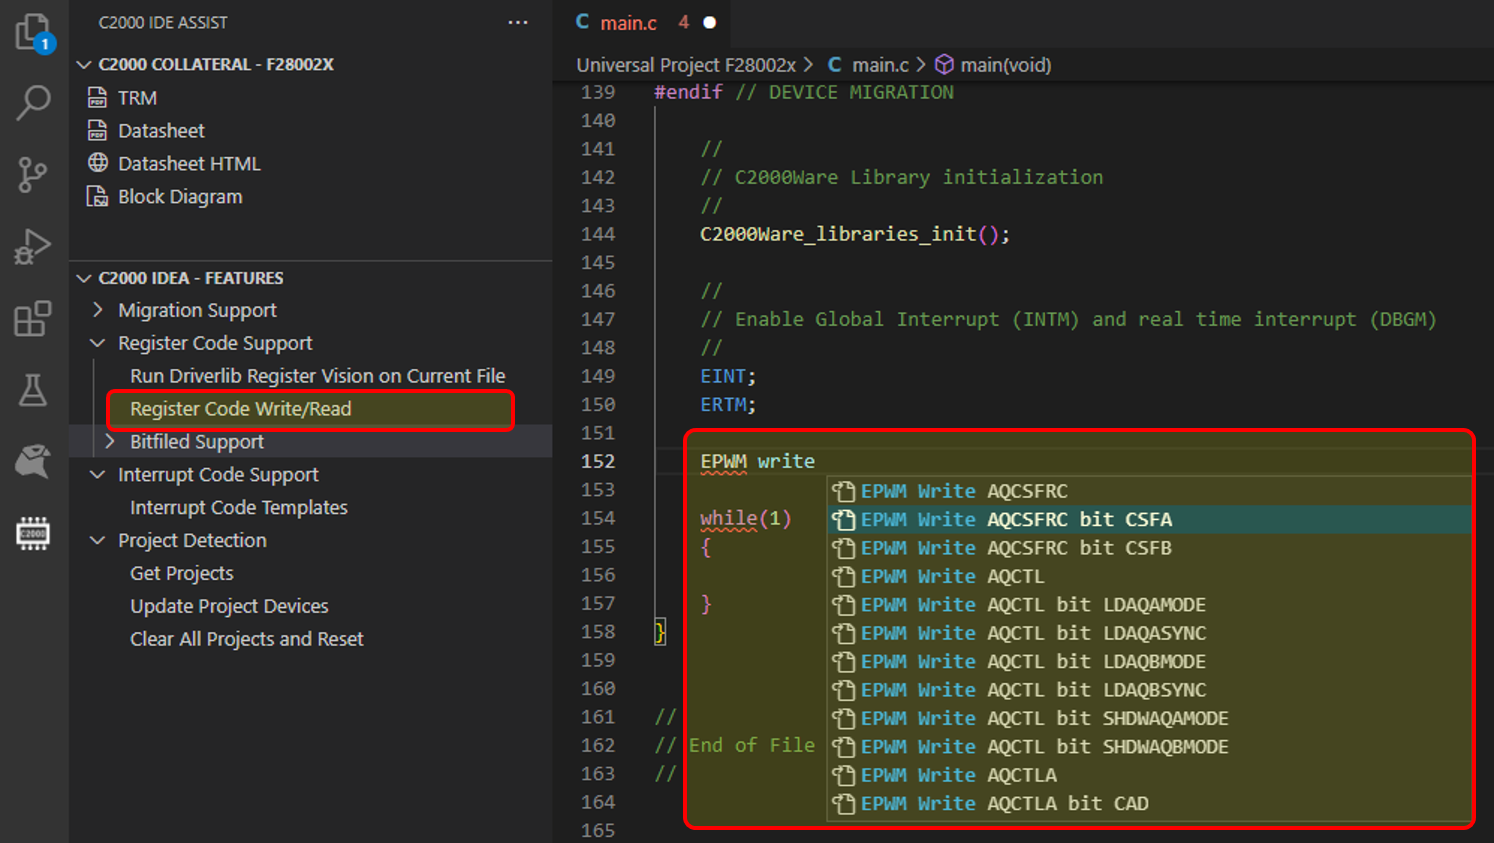 1
C2000 IDE ASSIST
C2000 COLLATERAL - F28002X
TRM
Datasheet
Datasheet HTML
Block Diagram
C2000 IDEA - FEATURES
Migration Support
Register Code Support
Run Driverlib Register Vision on Current File
Register Code Write/Read
Bitfiled Support
Interrupt Code Support
Interrupt Code Templates
Project Detection
Get Projects
Update Project Devices
Clear All Projects and Reset
C2000
C main.c 4
Universal Project F28002x > C main.c > main(void)
139 #endif // DEVICE MIGRATION
140
141 //
142 // C2000Ware Library initialization
143 //
144 C2000Ware_libraries_init();
145
146 //
147 // Enable Global Interrupt (INTM) and real time interrupt (DBGM)
148 //
149 EINT;
150 ERTM;
151
152 EPWM write
153 EPWM Write AQCSFRC
154 while(1) EPWM Write AQCSFRC bit CSFA
155 { EPWM Write AQCSFRC bit CSFB
156 EPWM Write AQCTL
157 } EPWM Write AQCTL bit LDAQAMODE
158 } EPWM Write AQCTL bit LDAQASYNC
159 EPWM Write AQCTL bit LDAQBMODE
160 EPWM Write AQCTL bit LDAQBSYNC
161 // EPWM Write AQCTL bit SHDWAQAMODE
162 // End of File EPWM Write AQCTL bit SHDWAQBMODE
163 // EPWM Write AQCTLA
164 EPWM Write AQCTLA bit CAD
165